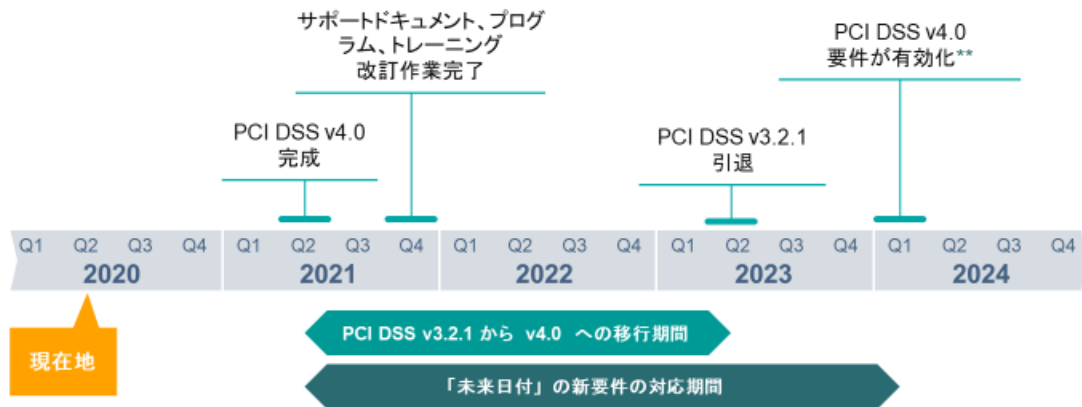 サポートドキュメント、プログ
ラム、トレーニング
改訂作業完了
PCI DSS v4.0
要件が有効化**
PCI DSS v4.0
完成
PCI DSS v3.2.1
引退
Q1 Q2 Q3 Q4 Q1 Q2 Q3 Q4 Q1 Q2 Q3 Q4 Q1 Q2 Q3 Q4 Q1 Q2 Q3 Q4
2020 2021 2022 2023 2024
PCI DSS v3.2.1 から v4.0 への移行期間
現在地
「未来日付」の新要件の対応期間